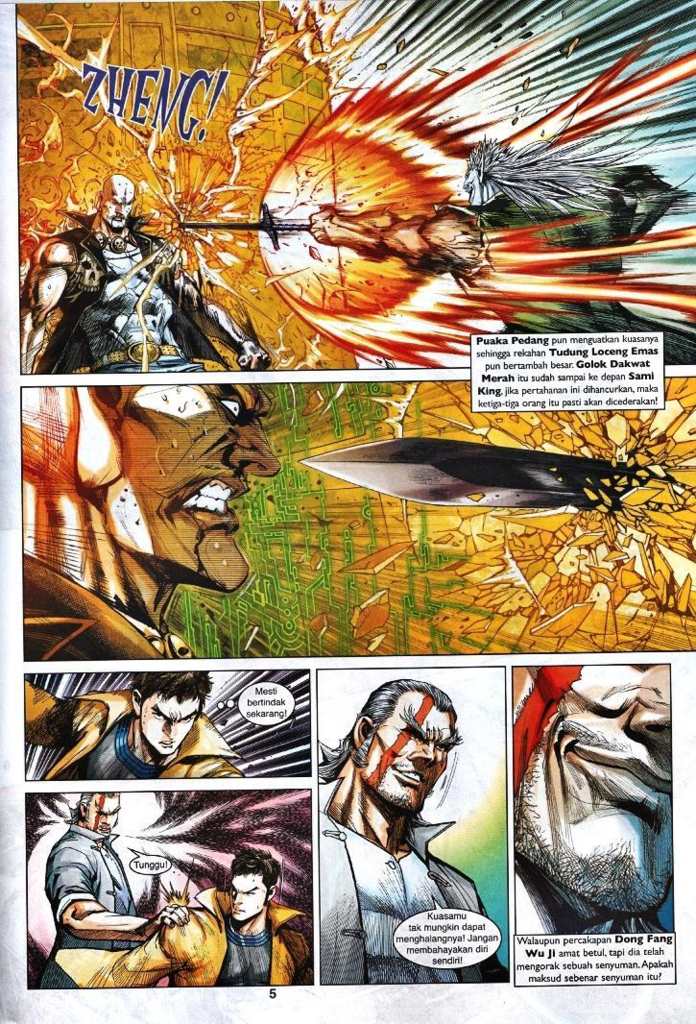 ZHENG!
Puaka Pedang pun menguatkan kuasanya
sehingga rekahan Tudung Loceng Emas
pun bertambah besar. Golok Dakwat
Merah itu sudah sampai ke depan Sami
King, jika pertahanan ini dihancurkan, maka
ketiga-tiga orang itu pasti akan dicederakan!
Mesti
bertindak
sekarang!
Tunggu!
Kuasamu
tak mungkin dapat
menghalangnya! Jangan
membahayakan diri
sendiri!
Walaupun percakapan Dong Fang
Wu Ji amat betul, tapi dia telah
mengorak sebuah senyuman. Apakah
maksud sebenar senyuman itu?
5